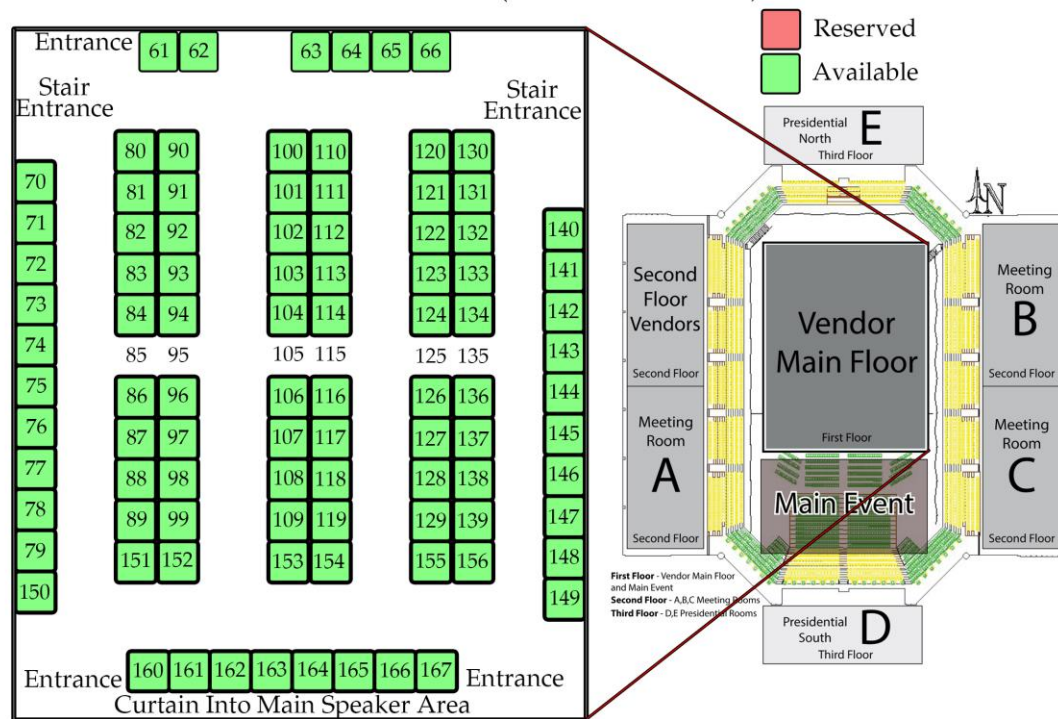 Reserved
Available
Entrance 61 62 63 64 65 66
Stair
Entrance
Stair
Entrance
80 90 100 110 120 130
70
81 91 101 111 121 131
71
82 92 102 112 122 132
140
72
83 93 103 113 123 133
141
73
84 94 104 114 124 134
142
74
85 95 105 115 125 135
143
75
86 96 106 116 126 136
144
76
87 97 107 117 127 137
145
77
88 98 108 118 128 138
146
78
89 99 109 119 129 139
147
79
151 152 153 154 155 156
148
150
149
Entrance 160 161 162 163 164 165 166 167 Entrance
Curtain Into Main Speaker Area
Presidential
North
E
Third Floor
N
Second
Floor
Vendors
Second Floor
Vendor
Main Floor
First Floor
Meeting
Room
B
Second Floor
Meeting
Room
A
Second Floor
Meeting
Room
C
Second Floor
Main Event
First Floor - Vendor Main Floor
and Main Event
Second Floor - A,B,C Meeting Rooms
Third Floor - D,E Presidential Rooms
Presidential
South
D
Third Floor